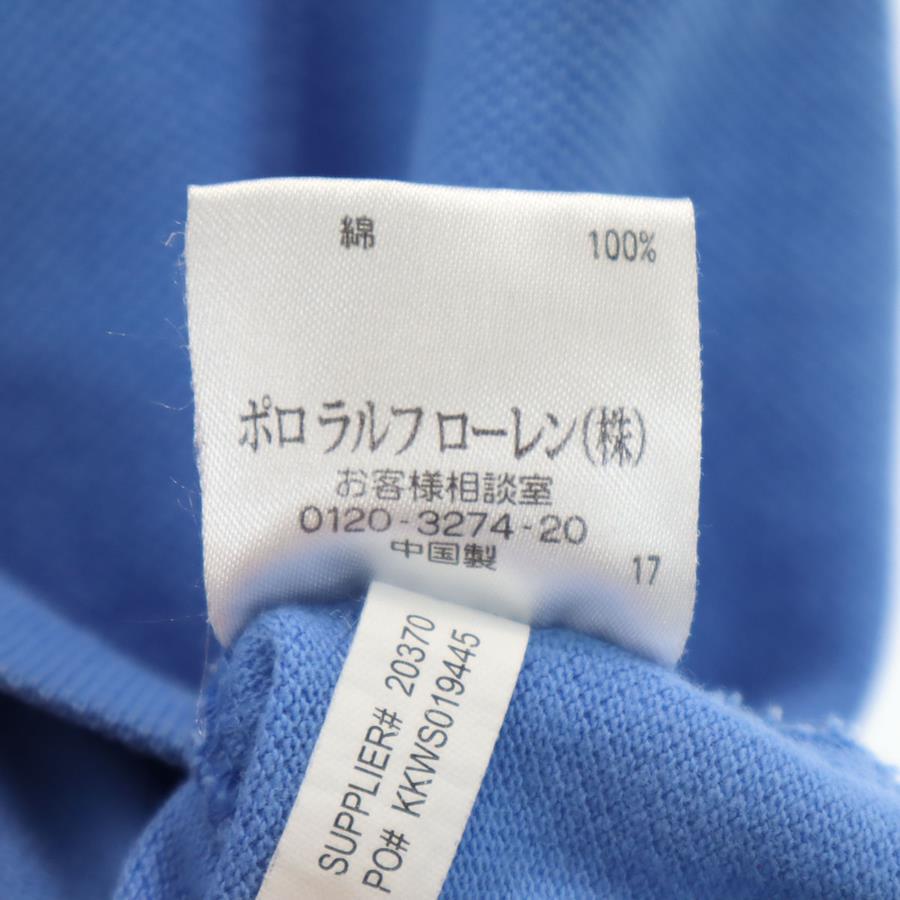 綿 100%
ポロ ラルフ ローレン(株)
お客様相談室
0120-3274-20
中国製 17
SUPPLIER# 20370
PO# KKWS019445